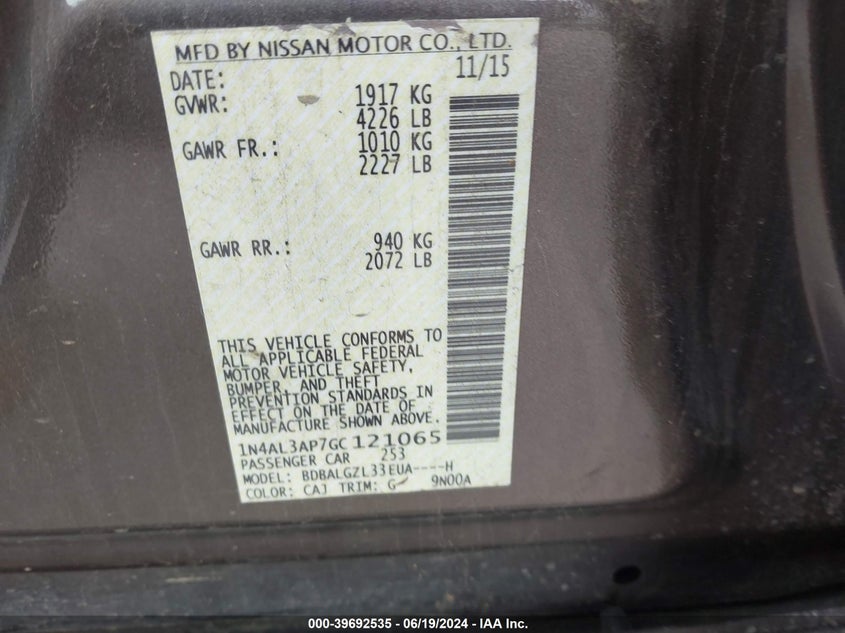 MFD BY NISSAN MOTOR CO., LTD.
DATE: 11/15
GVWR: 1917 KG
4226 LB
GAWR FR.: 1010 KG
2227 LB
GAWR RR.: 940 KG
2072 LB
THIS VEHICLE CONFORMS TO
ALL APPLICABLE FEDERAL
MOTOR VEHICLE SAFETY,
BUMPER, AND THEFT
PREVENTION STANDARDS IN
EFFECT ON THE DATE OF
MANUFACTURE SHOWN ABOVE.
1N4AL3AP7GC121065
PASSENGER CAR 253
MODEL: BDBALGZL33EUA----H
COLOR: CAJ TRIM: G 9N00A
000-39692535 - 06/19/2024 - IAA Inc.